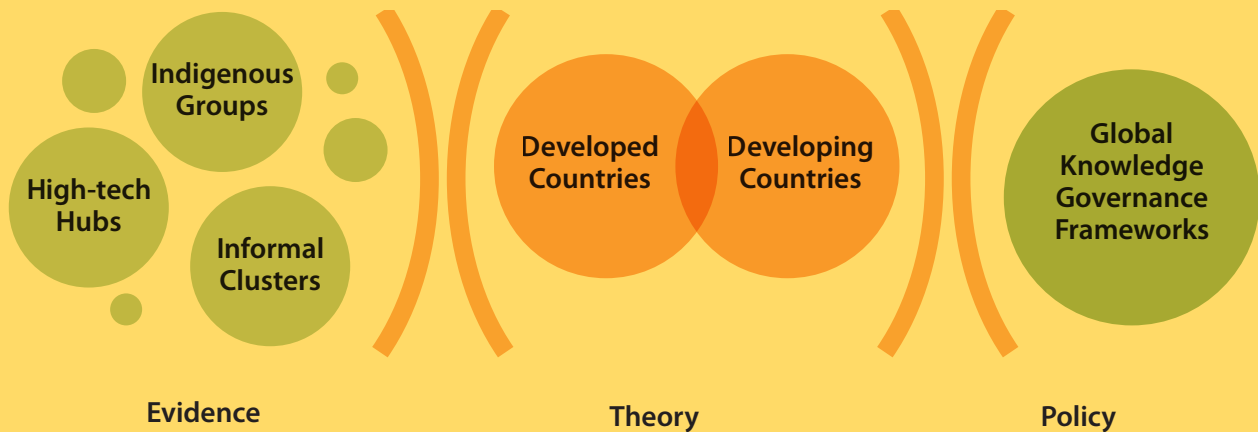 Indigenous
Groups
High-tech
Hubs
Informal
Clusters
Developed
Countries
Developing
Countries
Global
Knowledge
Governance
Frameworks
Evidence
Theory
Policy